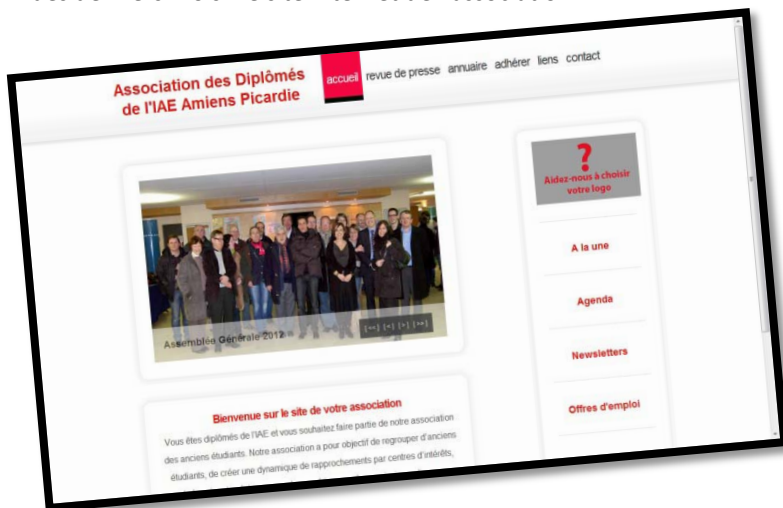 Association des Diplômés
de l'IAE Amiens Picardie
accueil revue de presse annuaire adhérer liens contact
Assemblée Générale 2012
[<<] [<] [>] [>>]
Bienvenue sur le site de votre association
Vous êtes diplômés de l'IAE et vous souhaitez faire partie de notre association
des anciens étudiants. Notre association a pour objectif de regrouper d'anciens
étudiants, de créer une dynamique de rapprochements par centres d'intérêts,
?
Aidez-nous à choisir
votre logo
A la une
Agenda
Newsletters
Offres d'emploi